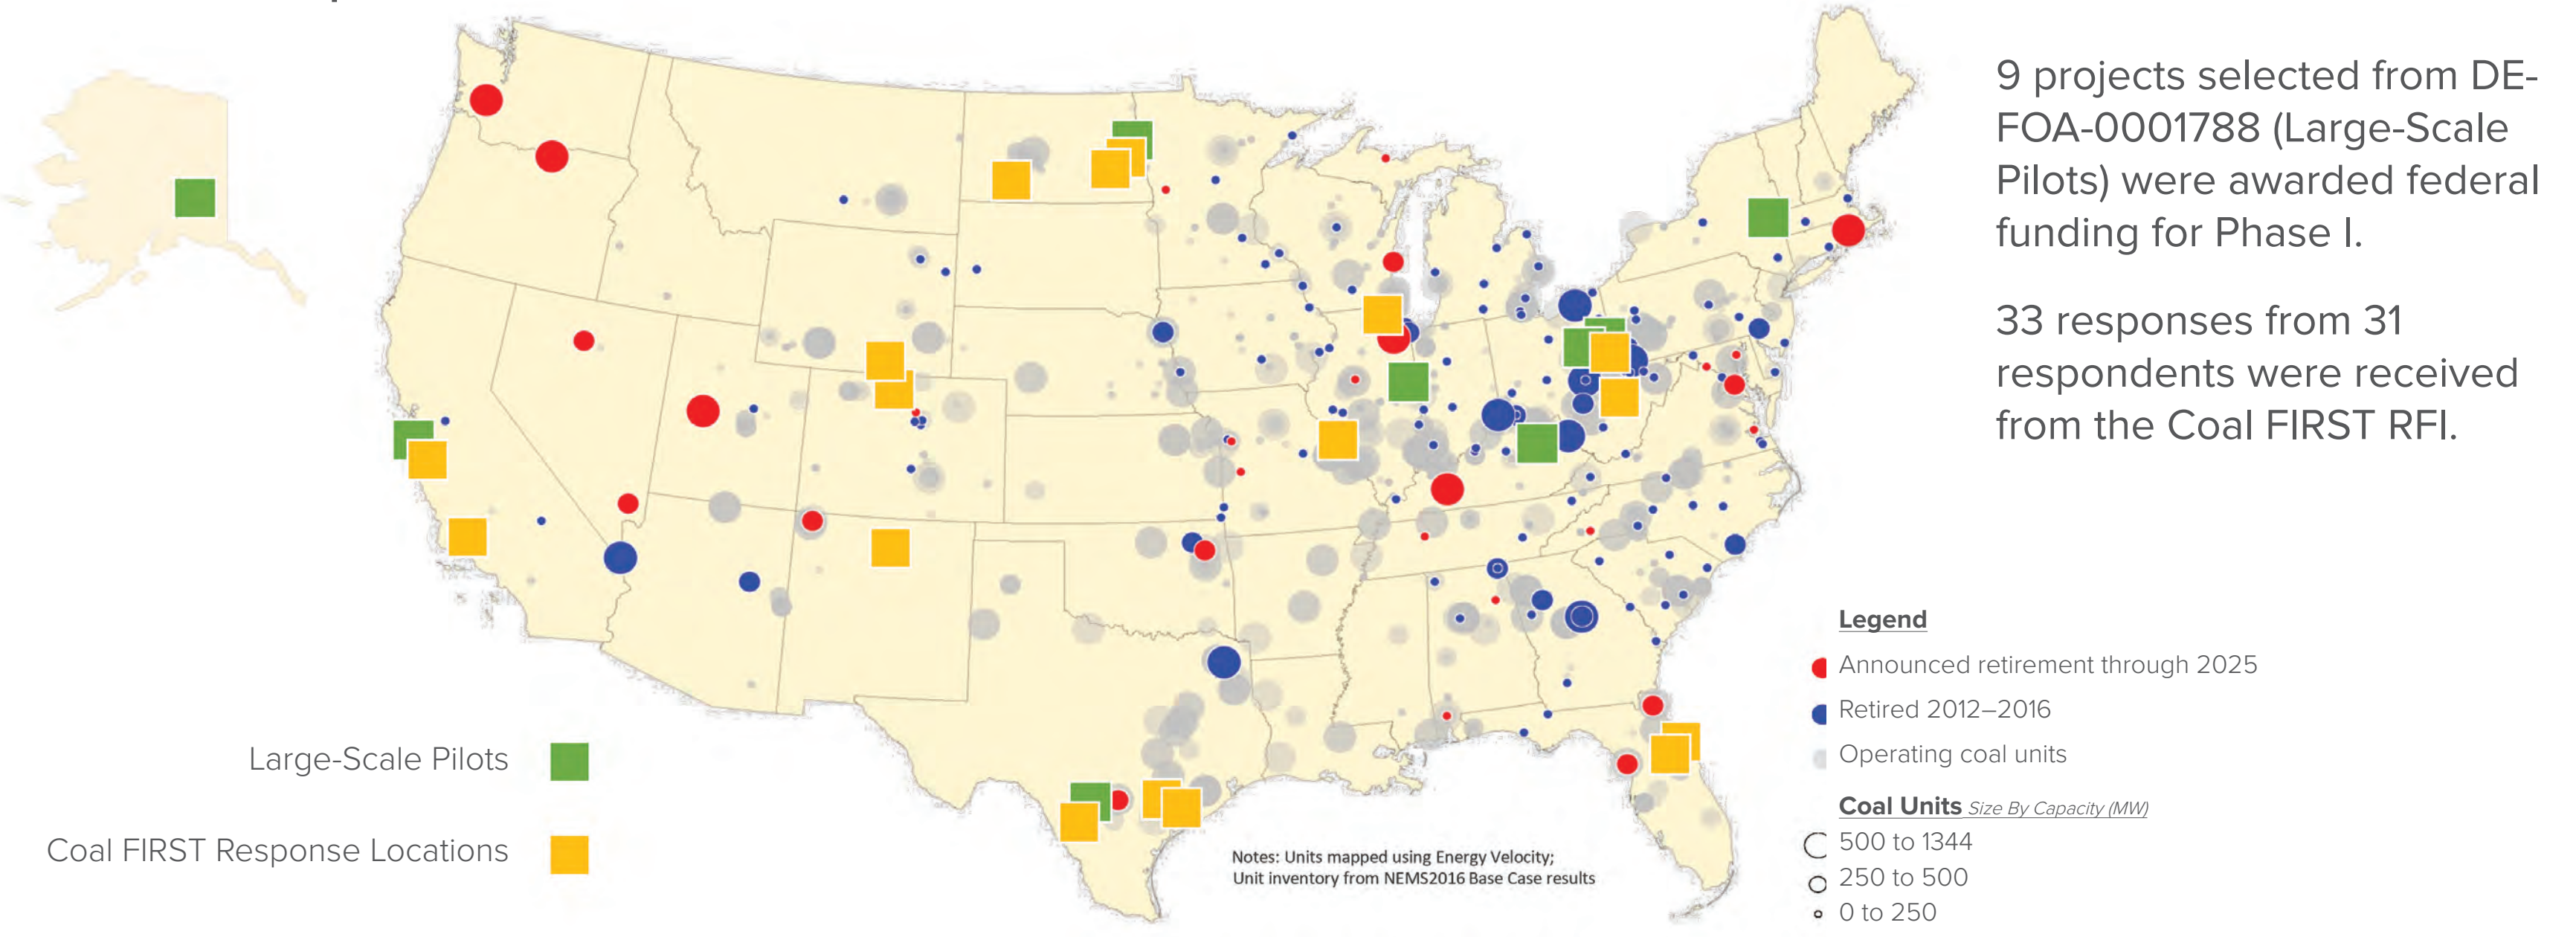 9 projects selected from DE-
FOA-0001788 (Large-Scale
Pilots) were awarded federal
funding for Phase I.
33 responses from 31
respondents were received
from the Coal FIRST RFI.
Legend
Announced retirement through 2025
Retired 2012–2016
Operating coal units
Coal Units Size By Capacity (MW)
500 to 1344
250 to 500
0 to 250
Large-Scale Pilots
Coal FIRST Response Locations
Notes: Units mapped using Energy Velocity;
Unit inventory from NEMS2016 Base Case results